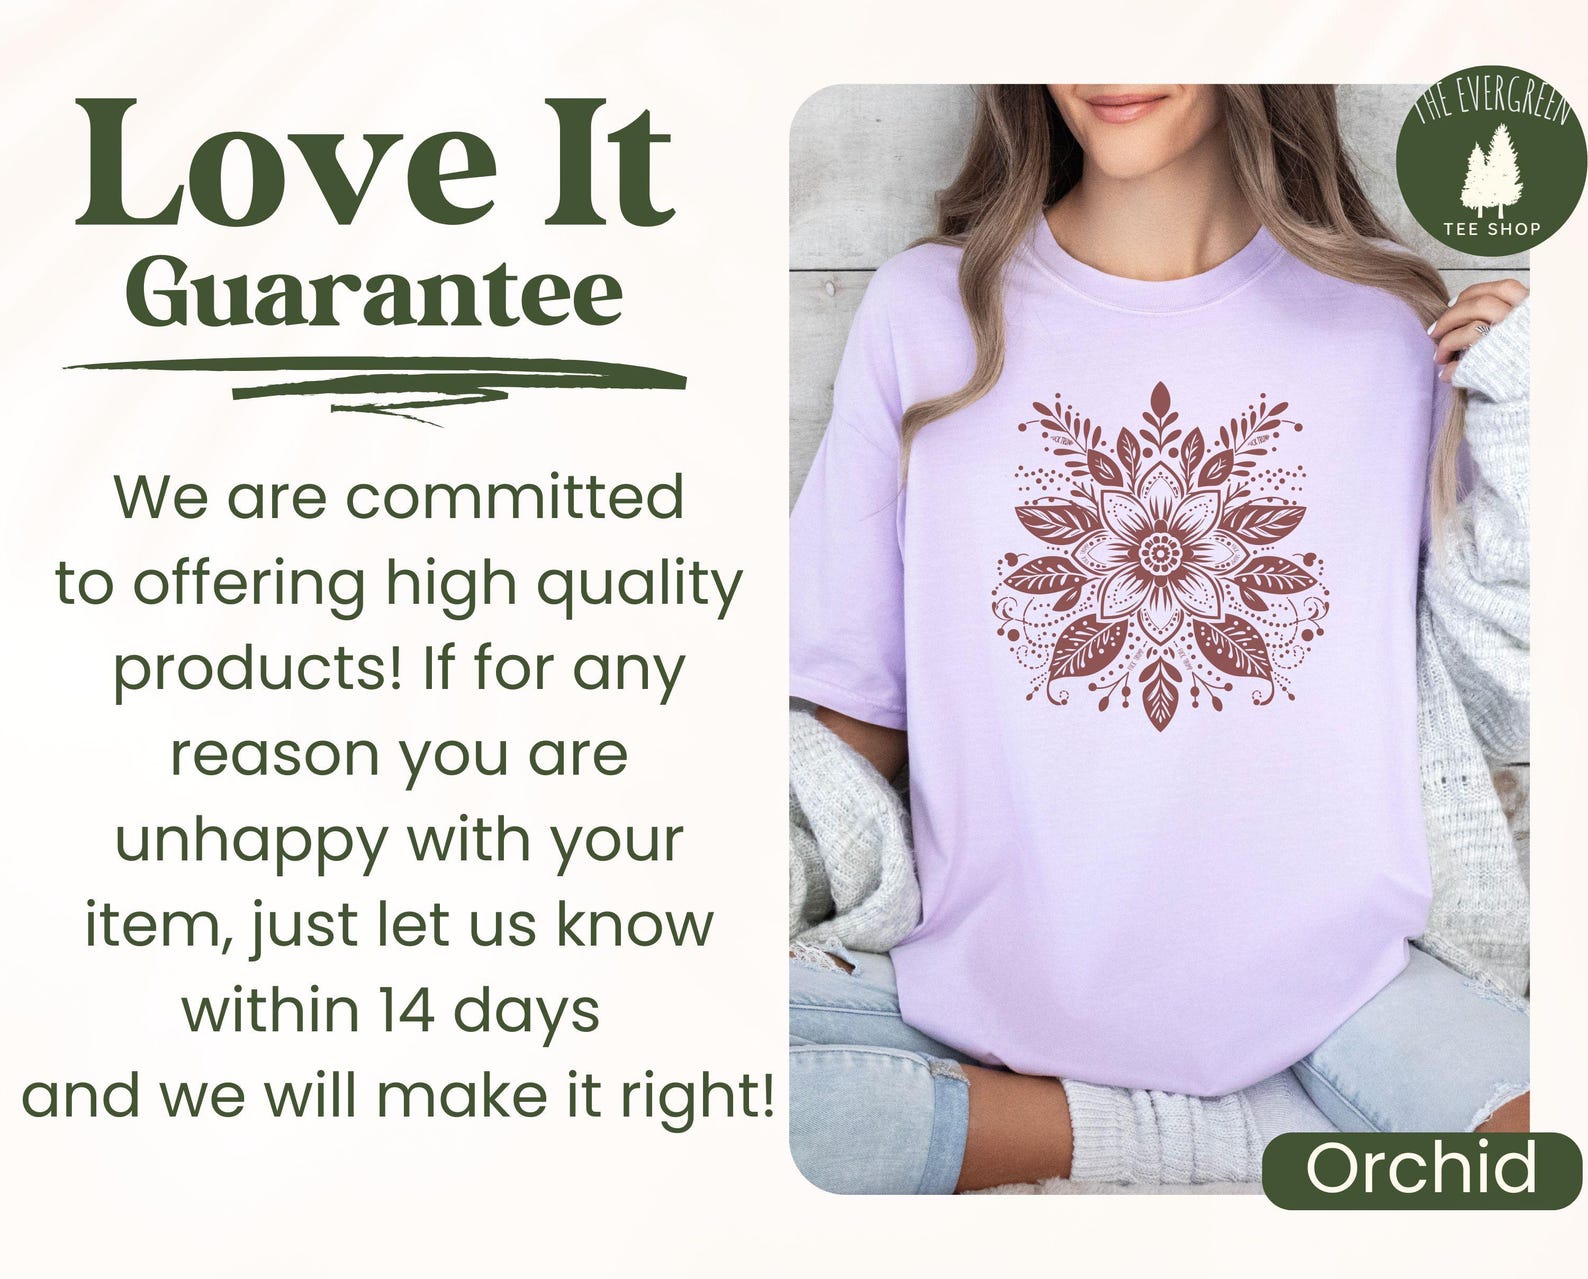 Love It
Guarantee
We are committed
to offering high quality
products! If for any
reason you are
unhappy with your
item, just let us know
within 14 days
and we will make it right!
THE EVERGREEN
TEE SHOP
Orchid